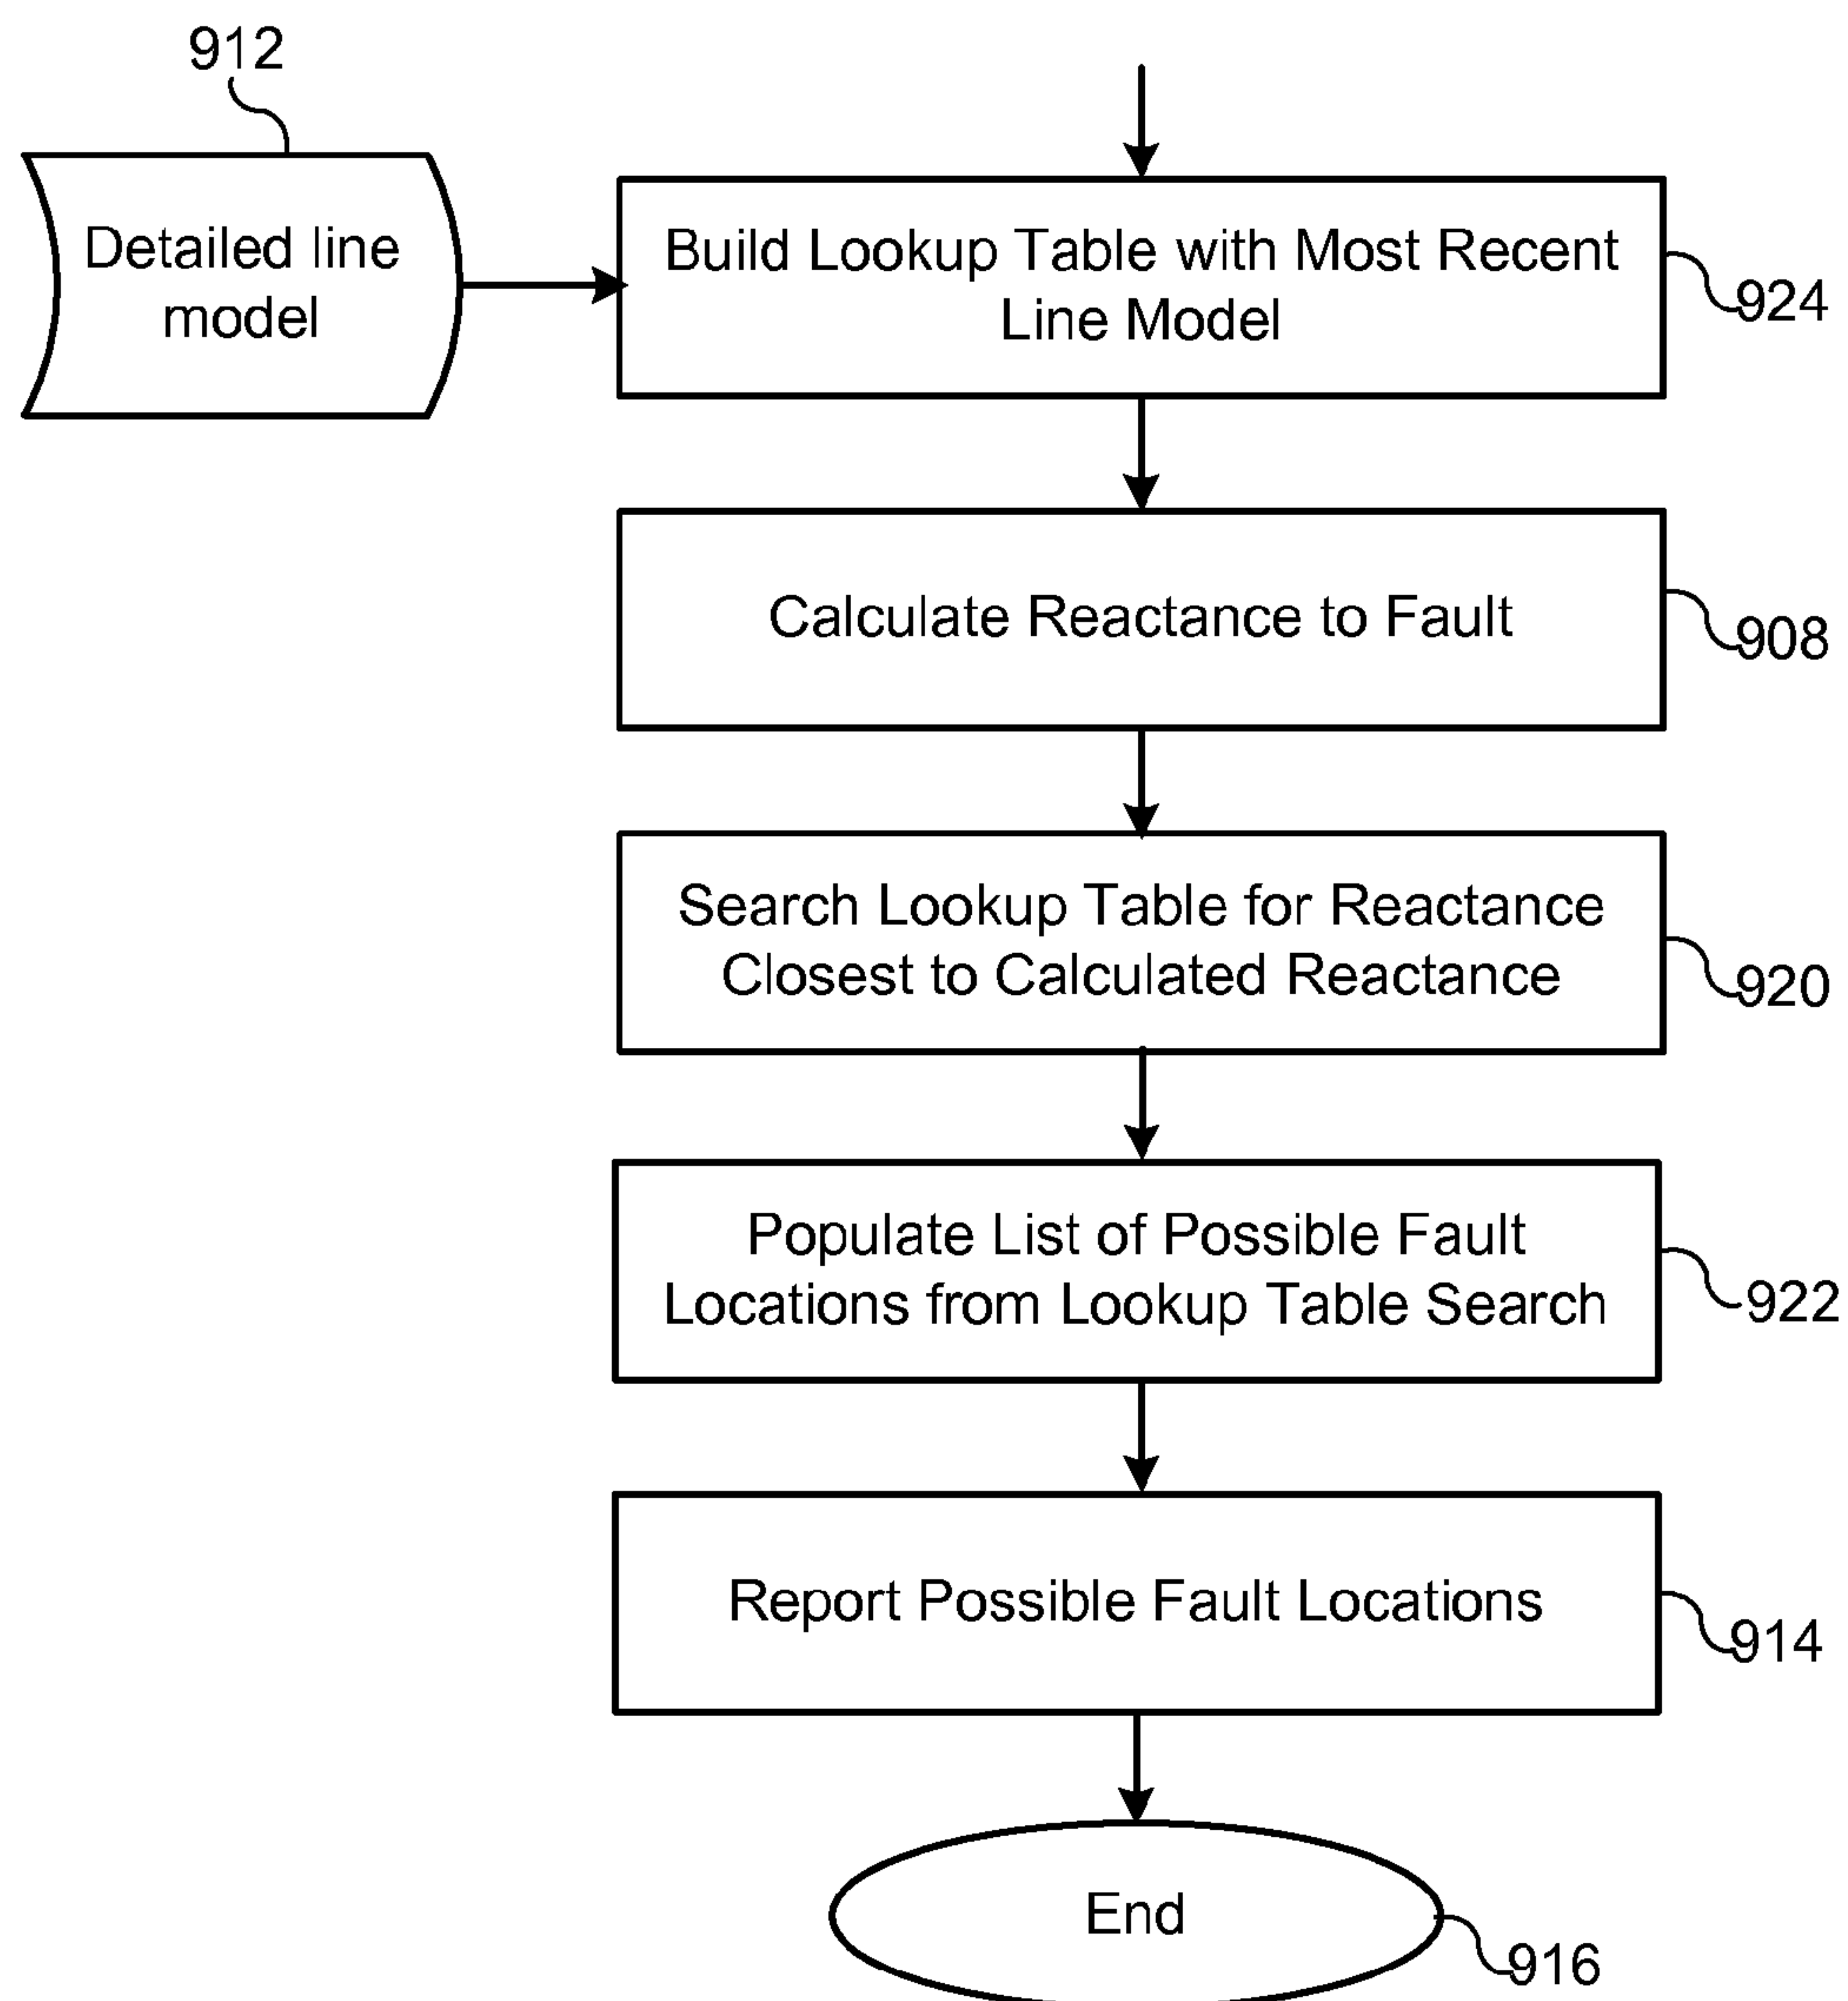 912
Detailed line
model
Build Lookup Table with Most Recent
Line Model
924
Calculate Reactance to Fault
908
Search Lookup Table for Reactance
Closest to Calculated Reactance
920
Populate List of Possible Fault
Locations from Lookup Table Search
922
Report Possible Fault Locations
914
End
916